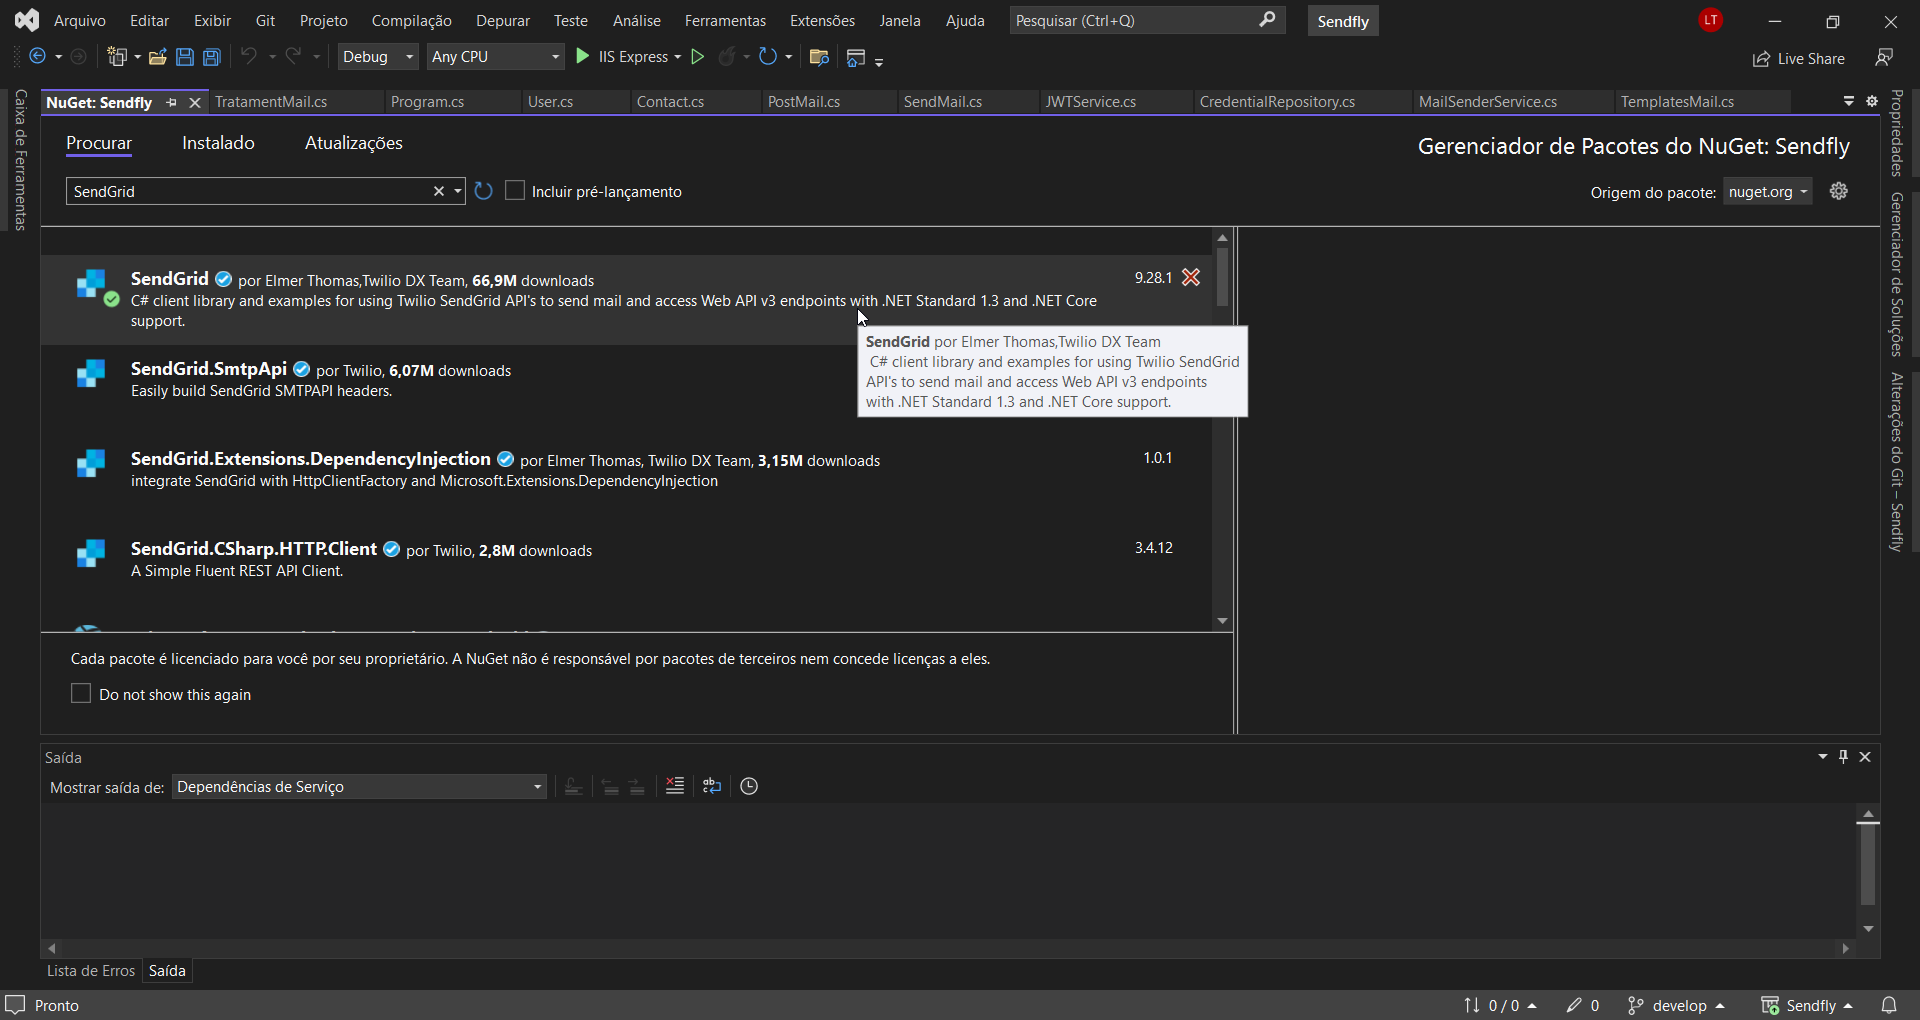 Arquivo Editar Exibir Git Projeto Compilação Depurar Teste Análise Ferramentas Extensões Janela Ajuda Pesquisar (Ctrl+Q) Sendfly LT
Debug Any CPU IIS Express Live Share
NuGet: Sendfly TratamentMail.cs Program.cs User.cs Contact.cs PostMail.cs SendMail.cs JWTService.cs CredentialRepository.cs MailSenderService.cs TemplatesMail.cs
Caixa de Ferramentas
Procurar Instalado Atualizações
Gerenciador de Pacotes do NuGet: Sendfly
SendGrid Incluir pré-lançamento
Origem do pacote: nuget.org
SendGrid por Elmer Thomas,Twilio DX Team, 66,9M downloads 9.28.1
C# client library and examples for using Twilio SendGrid API's to send mail and access Web API v3 endpoints with .NET Standard 1.3 and .NET Core
support.
SendGrid por Elmer Thomas,Twilio DX Team
C# client library and examples for using Twilio SendGrid
API's to send mail and access Web API v3 endpoints
with .NET Standard 1.3 and .NET Core support.
SendGrid.SmtpApi por Twilio, 6,07M downloads
Easily build SendGrid SMTPAPI headers.
SendGrid.Extensions.DependencyInjection por Elmer Thomas, Twilio DX Team, 3,15M downloads 1.0.1
integrate SendGrid with HttpClientFactory and Microsoft.Extensions.DependencyInjection
SendGrid.CSharp.HTTP.Client por Twilio, 2,8M downloads 3.4.12
A Simple Fluent REST API Client.
Cada pacote é licenciado para você por seu proprietário. A NuGet não é responsável por pacotes de terceiros nem concede licenças a eles.
Do not show this again
Propriedades
Gerenciador de Soluções
Alterações do Git – Sendfly
Saída
Mostrar saída de: Dependências de Serviço
Lista de Erros Saída
Pronto 0 / 0 0 develop Sendfly